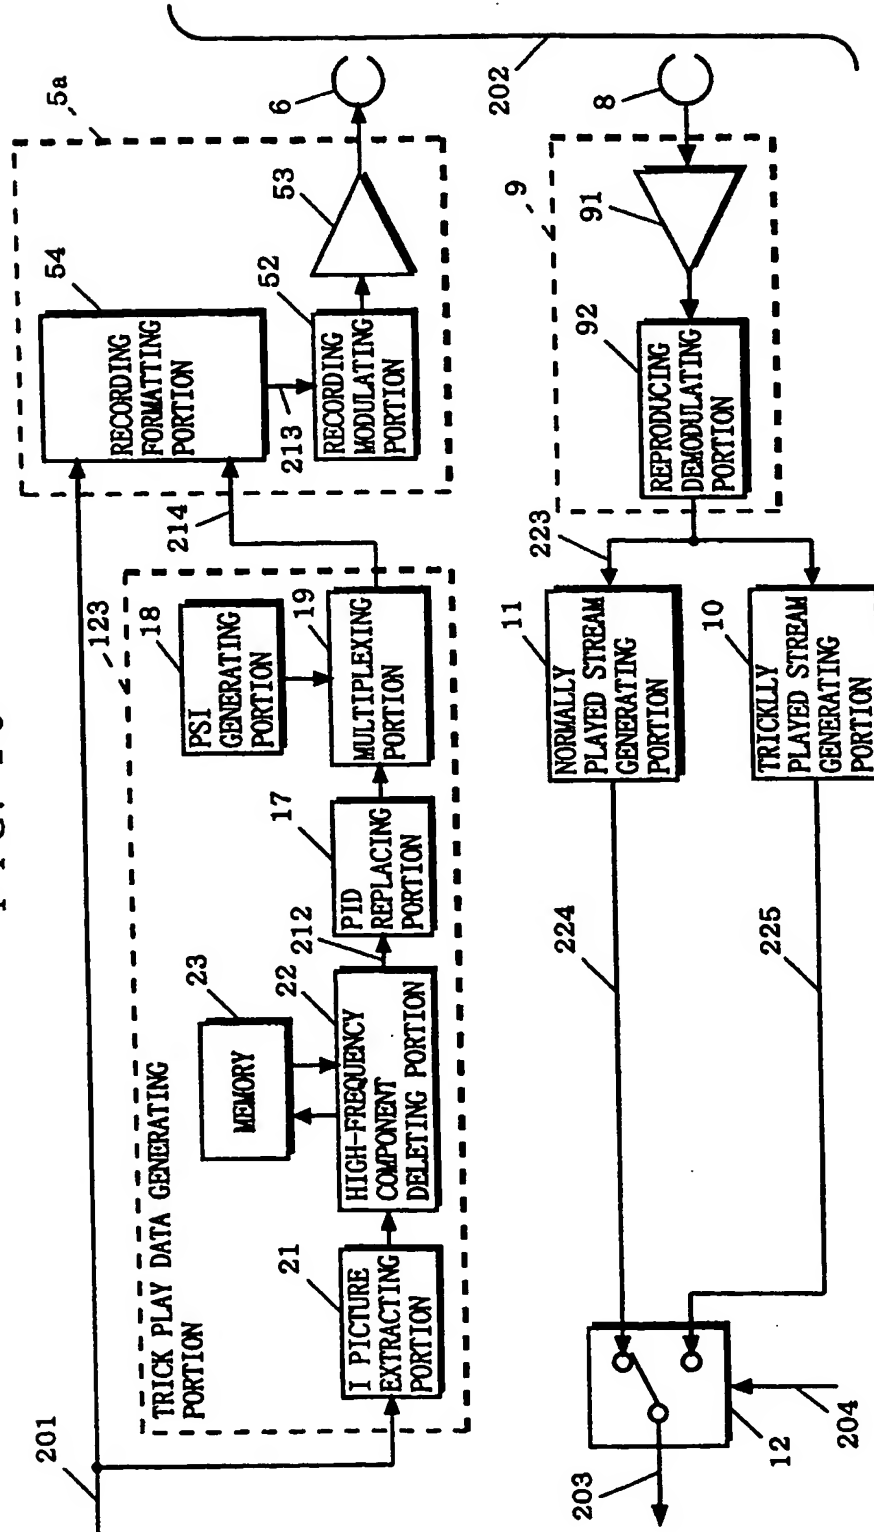 201
TRICK PLAY DATA GENERATING
PORTION
123
21
I PICTURE
EXTRACTING
PORTION
23
MEMORY
22
HIGH-FREQUENCY
COMPONENT
DELETING PORTION
212
17
PID
REPLACING
PORTION
18
PSI
GENERATING
PORTION
19
MULTIPLEXING
PORTION
214
5a
54
RECORDING
FORMATTING
PORTION
213
52
RECORDING
MODULATING
PORTION
53
6
202
8
9
91
92
REPRODUCING
DEMODULATING
PORTION
223
11
NORMALLY
PLAYED STREAM
GENERATING
PORTION
10
TRICKLLY
PLAYED STREAM
GENERATING
PORTION
224
225
12
203
204